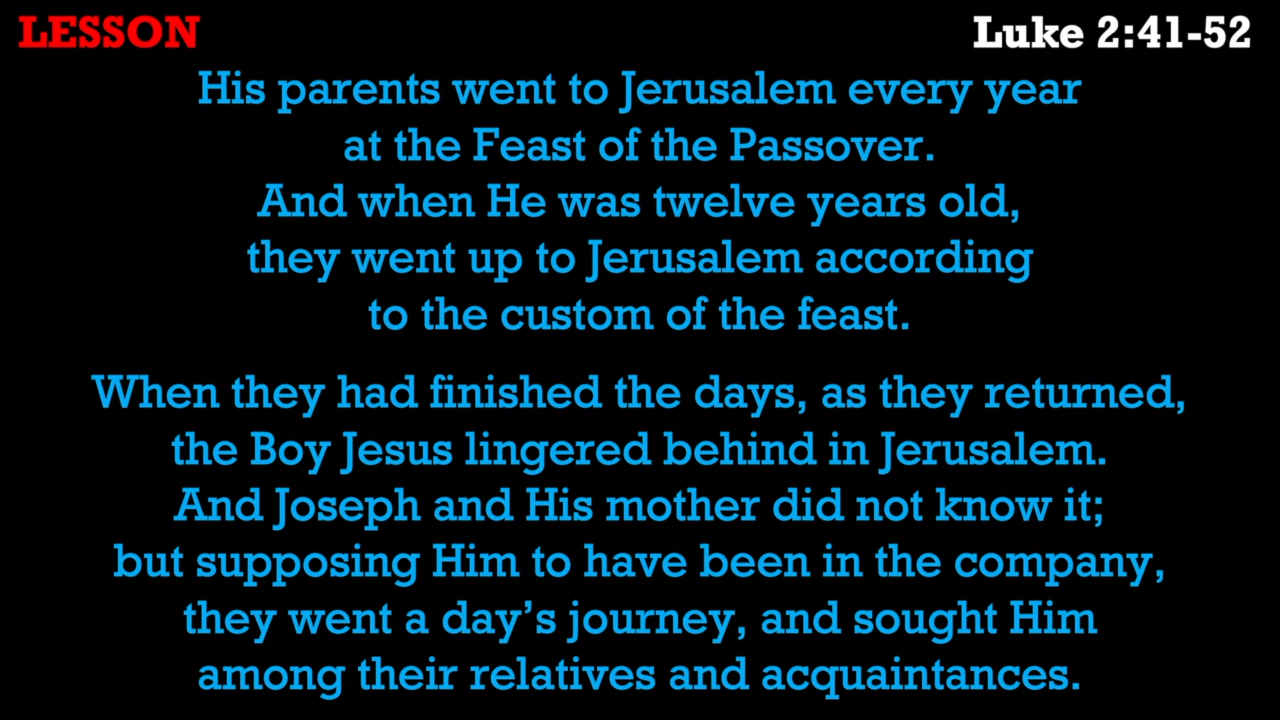 LESSON
Luke 2:41-52
His parents went to Jerusalem every year
at the Feast of the Passover.
And when He was twelve years old,
they went up to Jerusalem according
to the custom of the feast.
When they had finished the days, as they returned,
the Boy Jesus lingered behind in Jerusalem.
And Joseph and His mother did not know it;
but supposing Him to have been in the company,
they went a day’s journey, and sought Him
among their relatives and acquaintances.